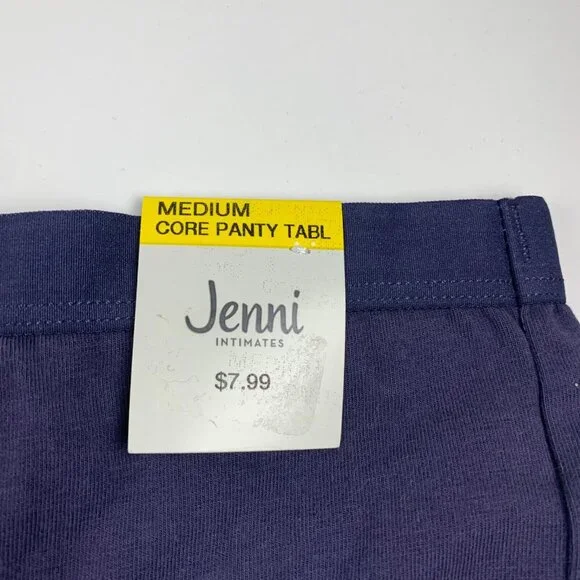 MEDIUM
CORE PANTY TABL
Jenni
INTIMATES
$7.99